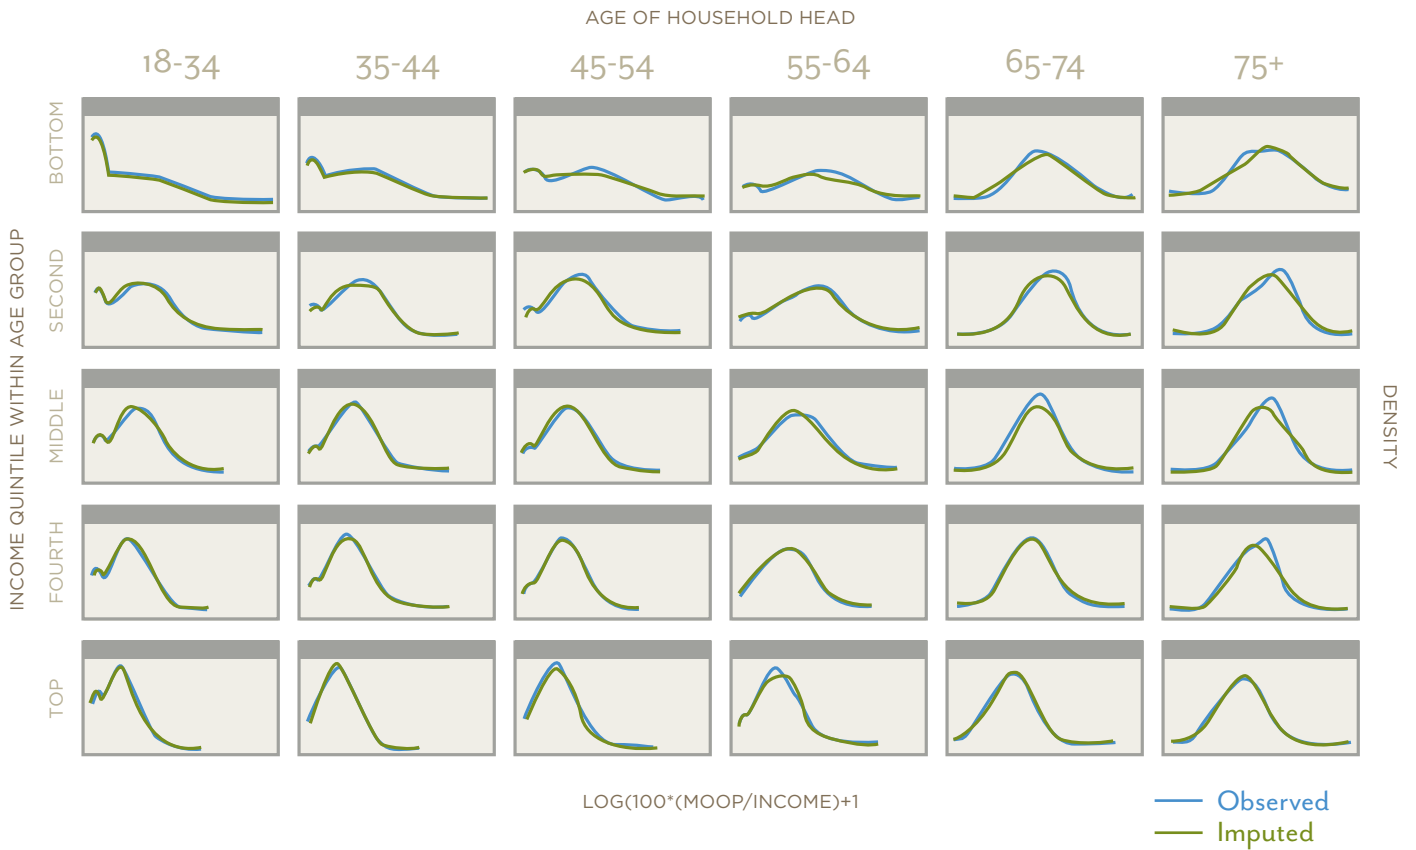 AGE OF HOUSEHOLD HEAD
18-34 35-44 45-54 55-64 65-74 75+
INCOME QUINTILE WITHIN AGE GROUP
BOTTOM
SECOND
MIDDLE
FOURTH
TOP
DENSITY
LOG(100*(MOOP/INCOME)+1
Observed
Imputed